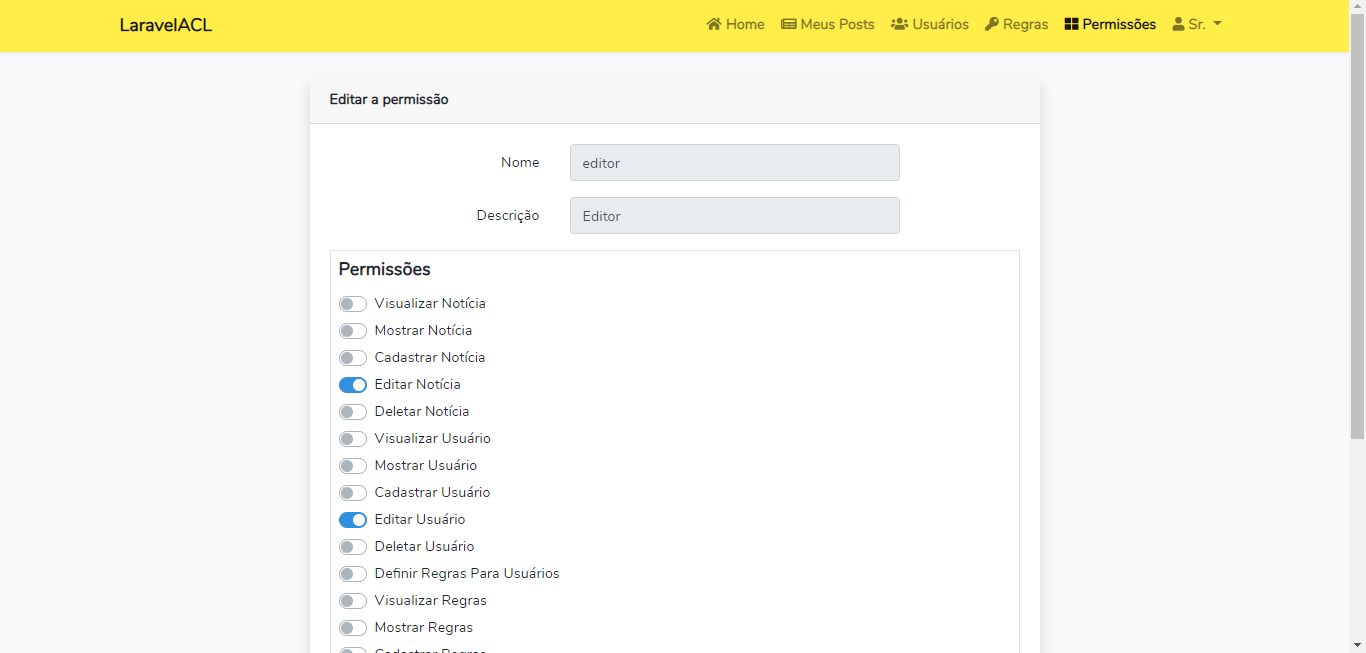 LaravelACL
Home Meus Posts Usuários Regras Permissões Sr.
Editar a permissão
Nome editor
Descrição Editor
Permissões
Visualizar Notícia
Mostrar Notícia
Cadastrar Notícia
Editar Notícia
Deletar Notícia
Visualizar Usuário
Mostrar Usuário
Cadastrar Usuário
Editar Usuário
Deletar Usuário
Definir Regras Para Usuários
Visualizar Regras
Mostrar Regras
Cadastrar Regras